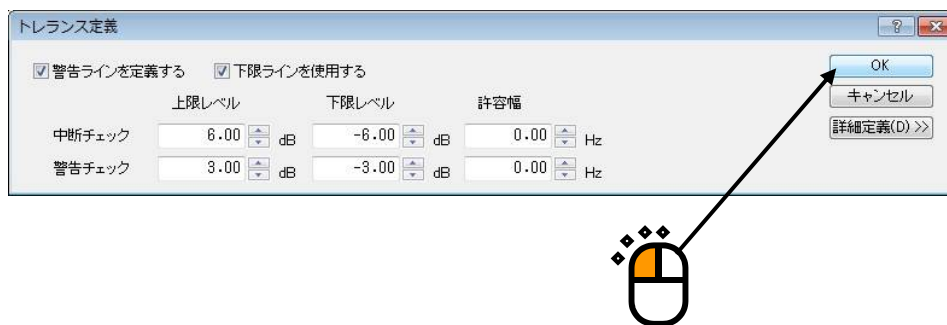 トレランス定義
警告ラインを定義する 下限ラインを使用する OK
上限レベル 下限レベル 許容幅 キャンセル
中断チェック 6.00 dB -6.00 dB 0.00 Hz 詳細定義(D) >>
警告チェック 3.00 dB -3.00 dB 0.00 Hz